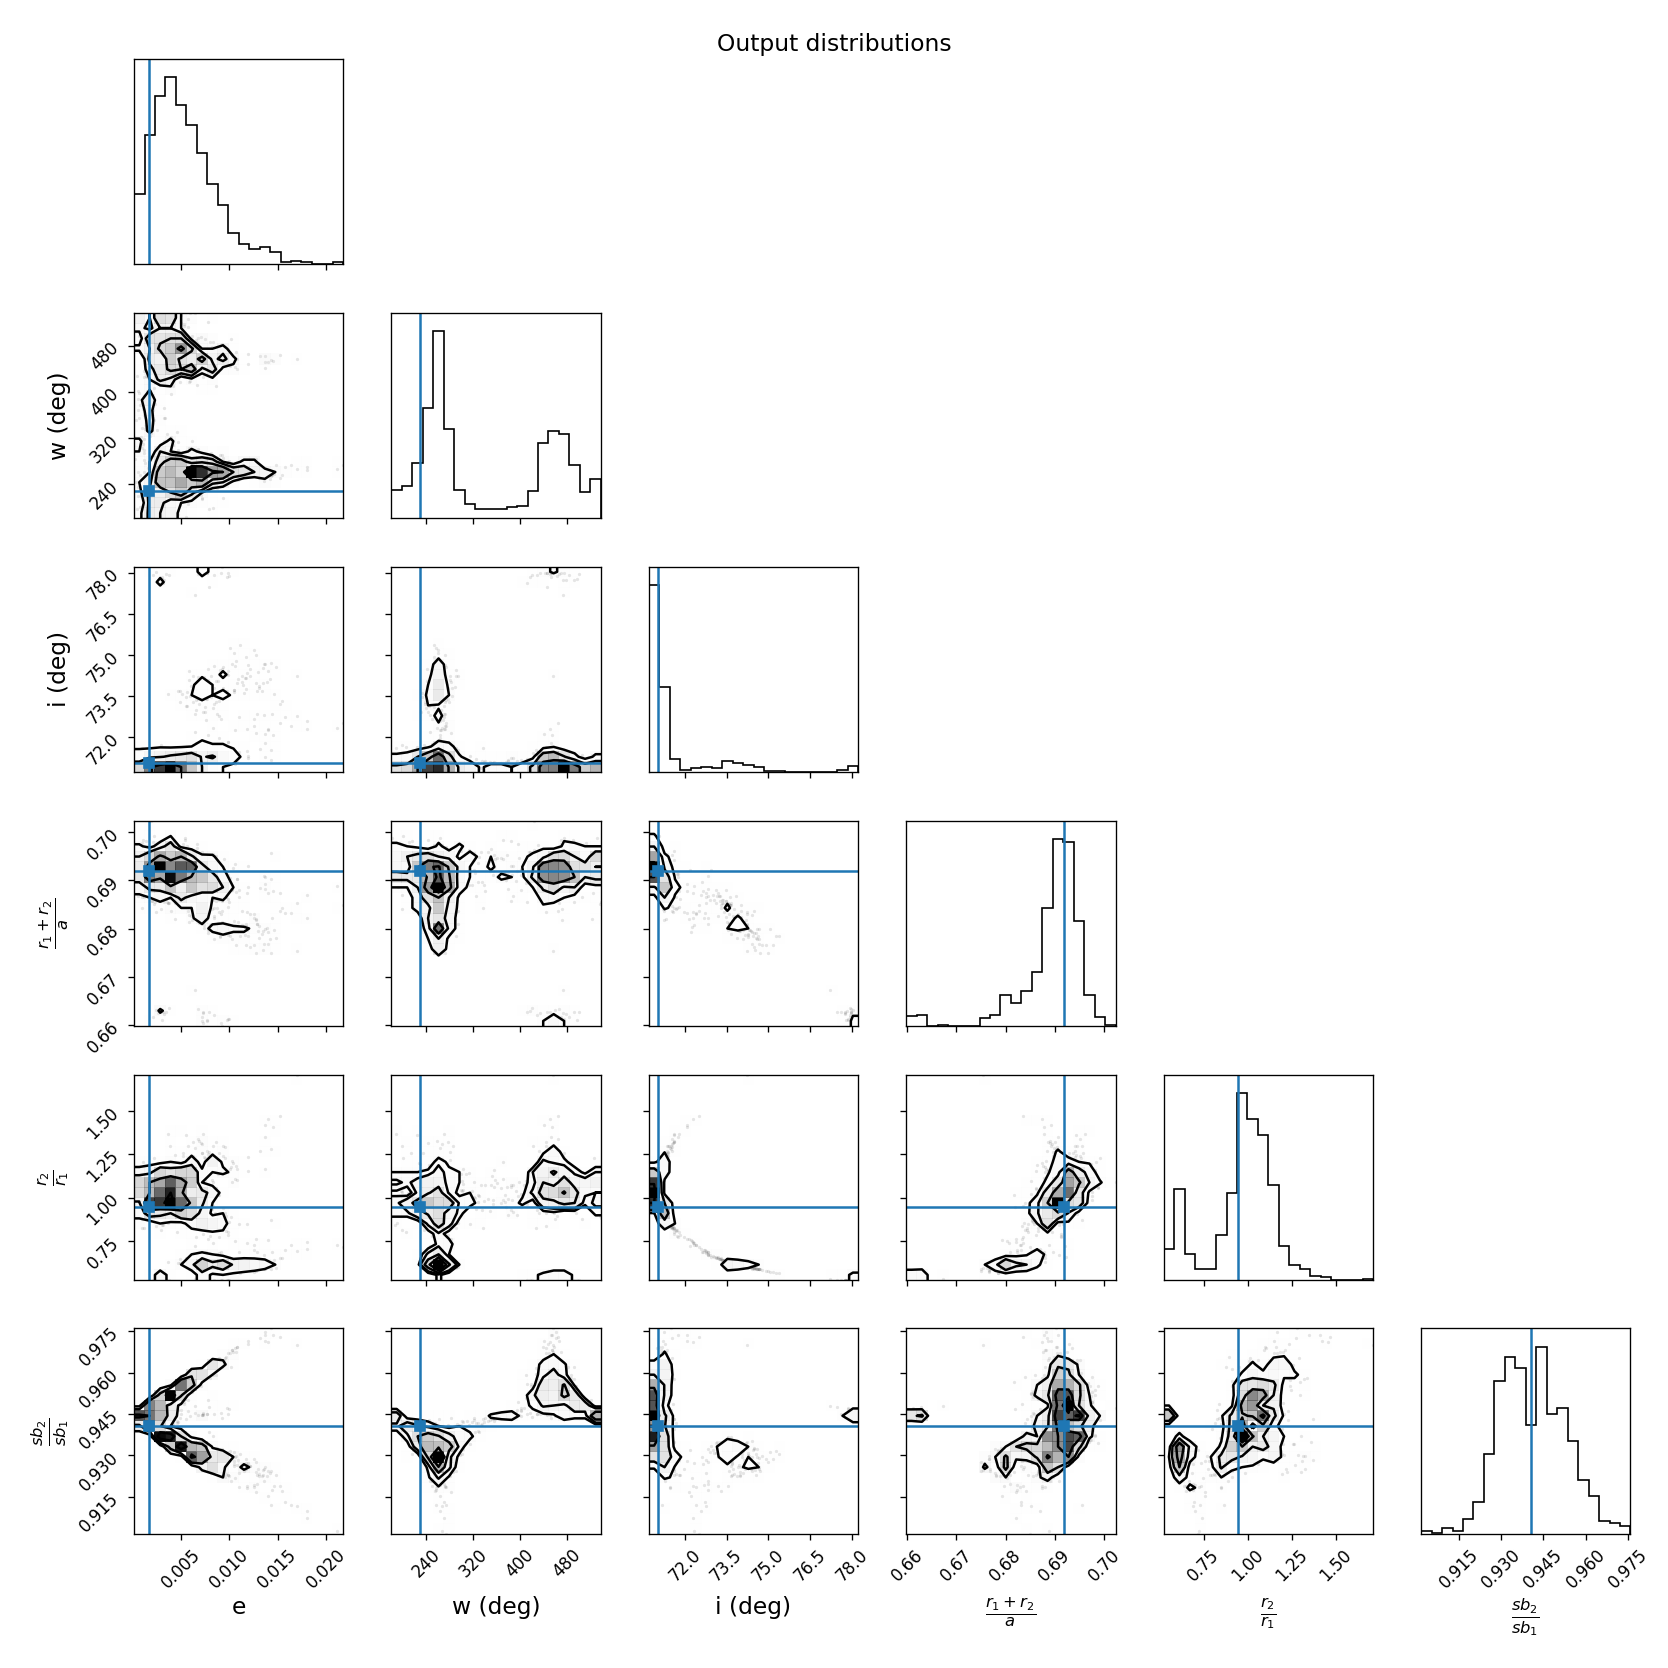 Output distributions
480
400
320
240
w (deg)
78.0
76.5
75.0
73.5
72.0
i (deg)
0.70
0.69
0.68
0.67
0.66
r₁ + r₂
a
1.50
1.25
1.00
0.75
r₂
r₁
0.975
0.960
0.945
0.930
0.915
sb₂
sb₁
0.005 0.010 0.015 0.020
240 320 400 480
72.0 73.5 75.0 76.5 78.0
0.66 0.67 0.68 0.69 0.70
0.75 1.00 1.25 1.50
0.915 0.930 0.945 0.960 0.975
e
w (deg)
i (deg)
r₁ + r₂
a
r₂
r₁
sb₂
sb₁